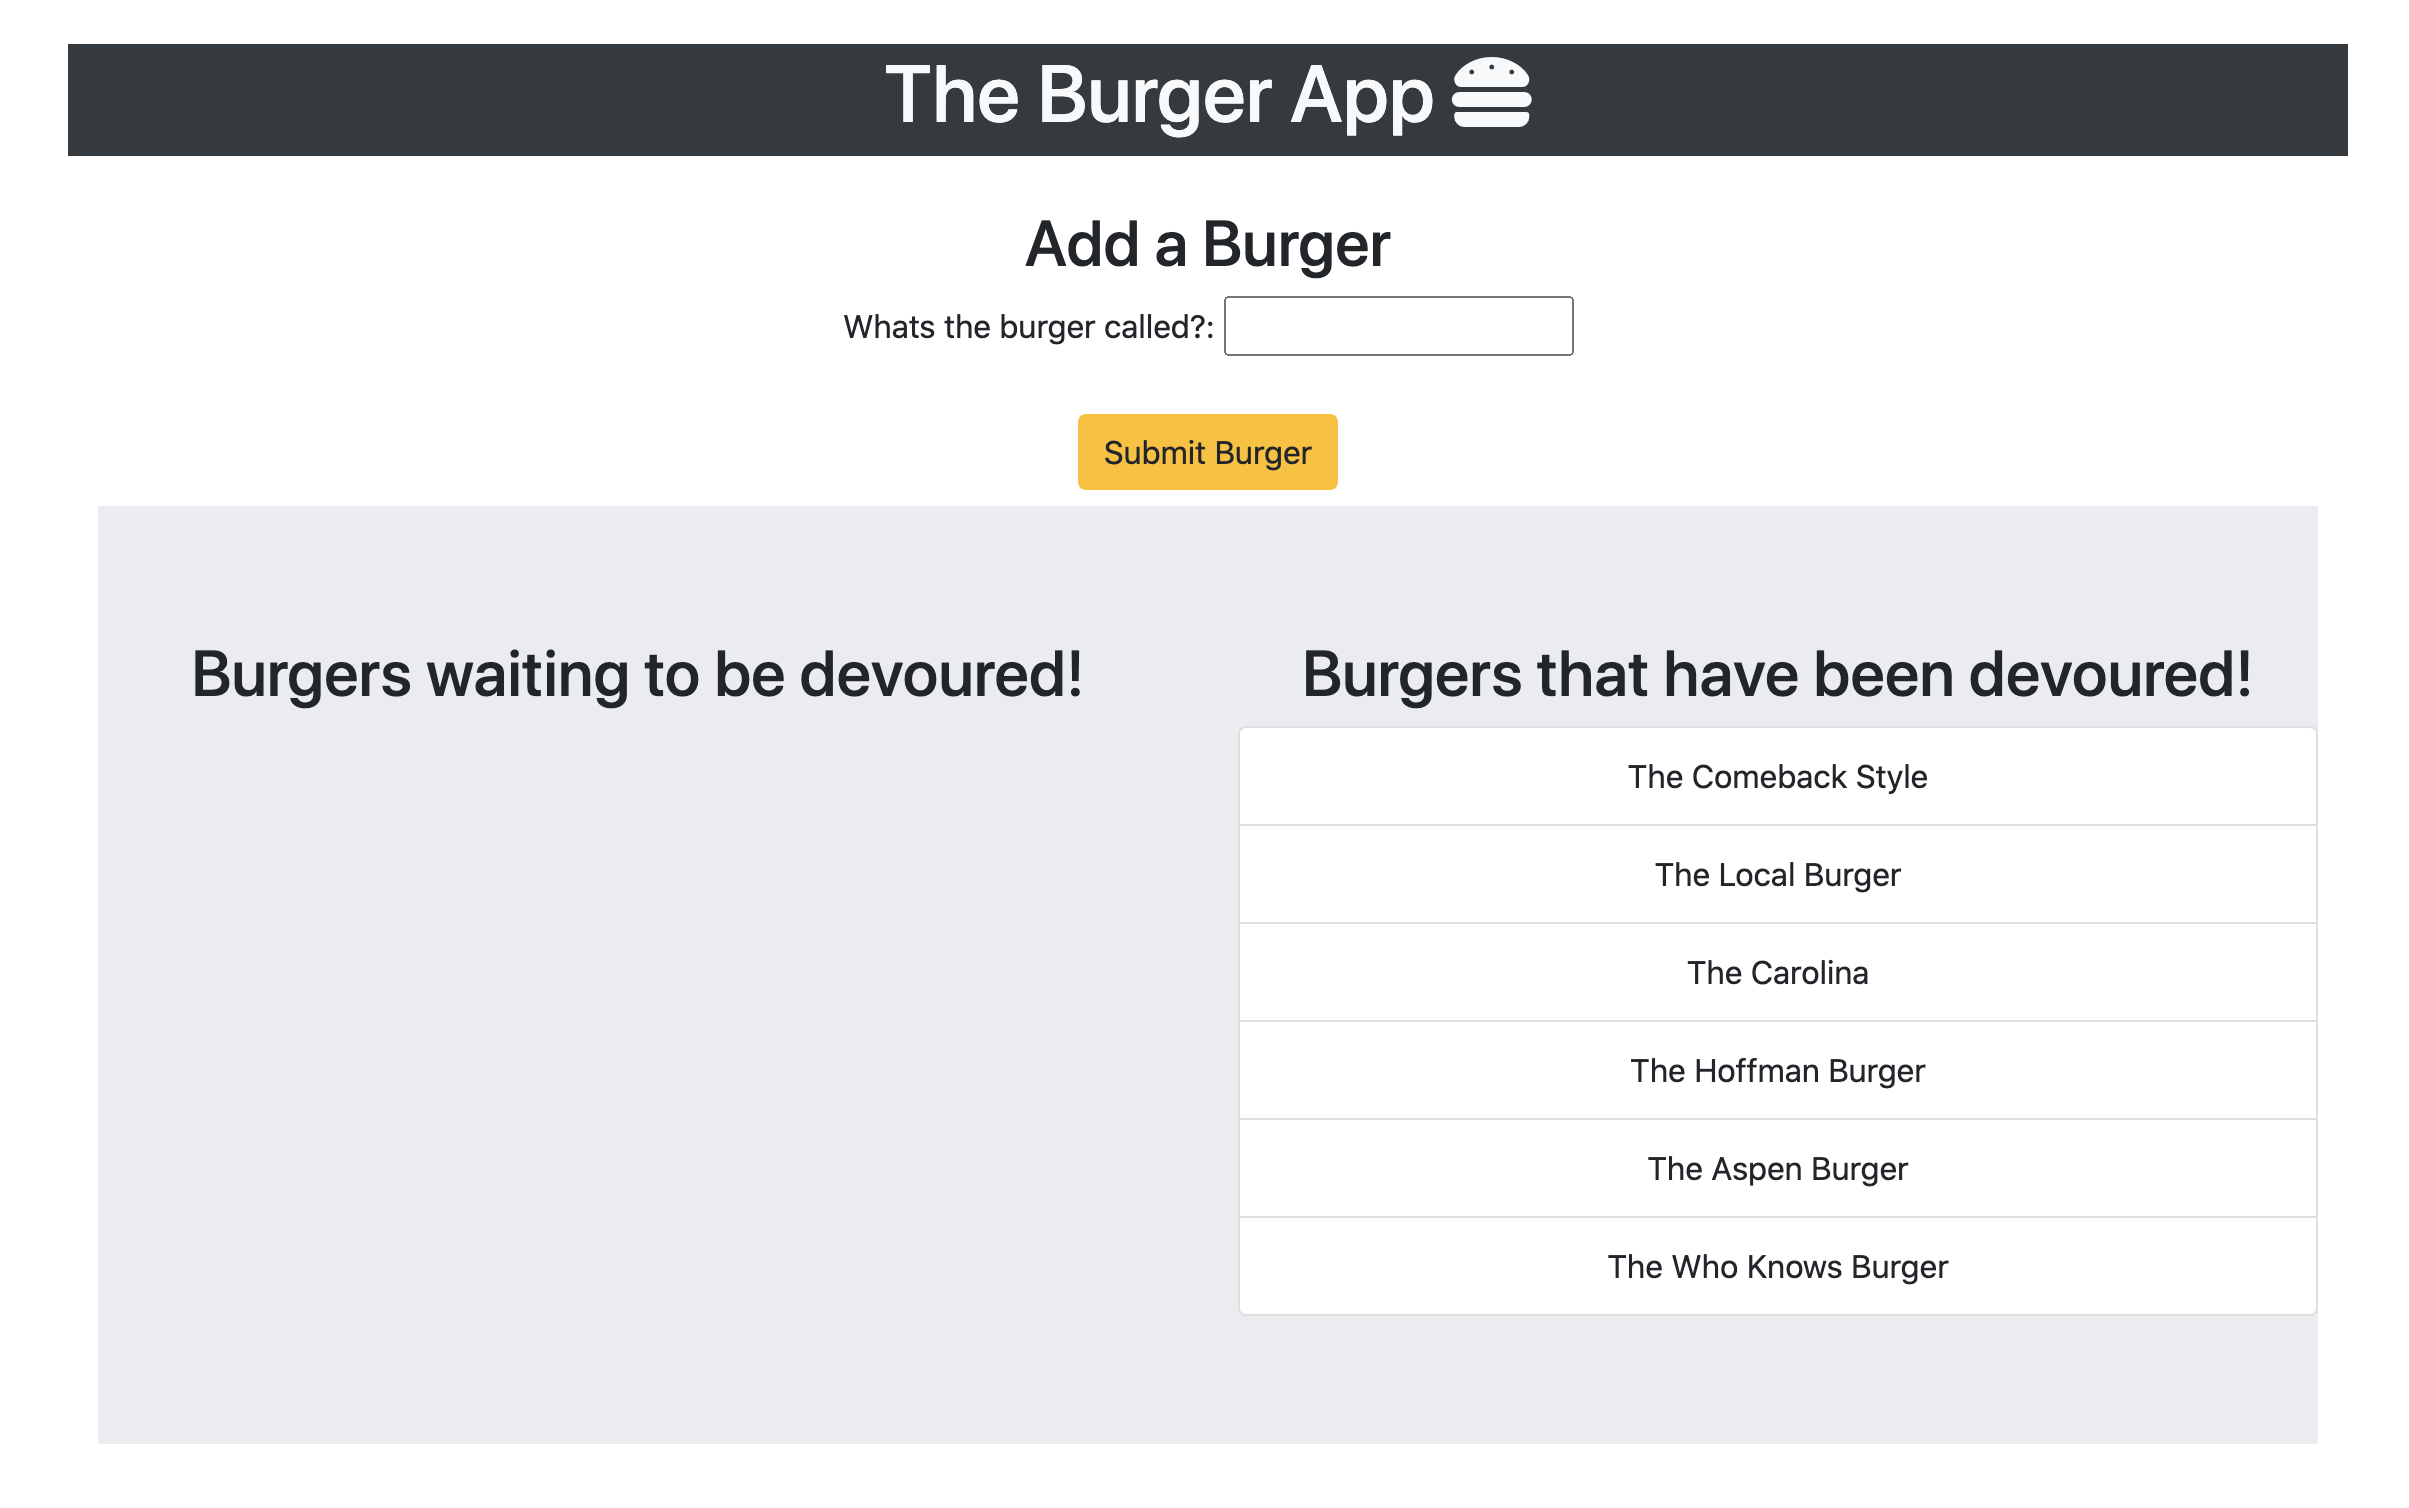 The Burger App
Add a Burger
Whats the burger called?:
Submit Burger
Burgers waiting to be devoured!
Burgers that have been devoured!
The Comeback Style
The Local Burger
The Carolina
The Hoffman Burger
The Aspen Burger
The Who Knows Burger